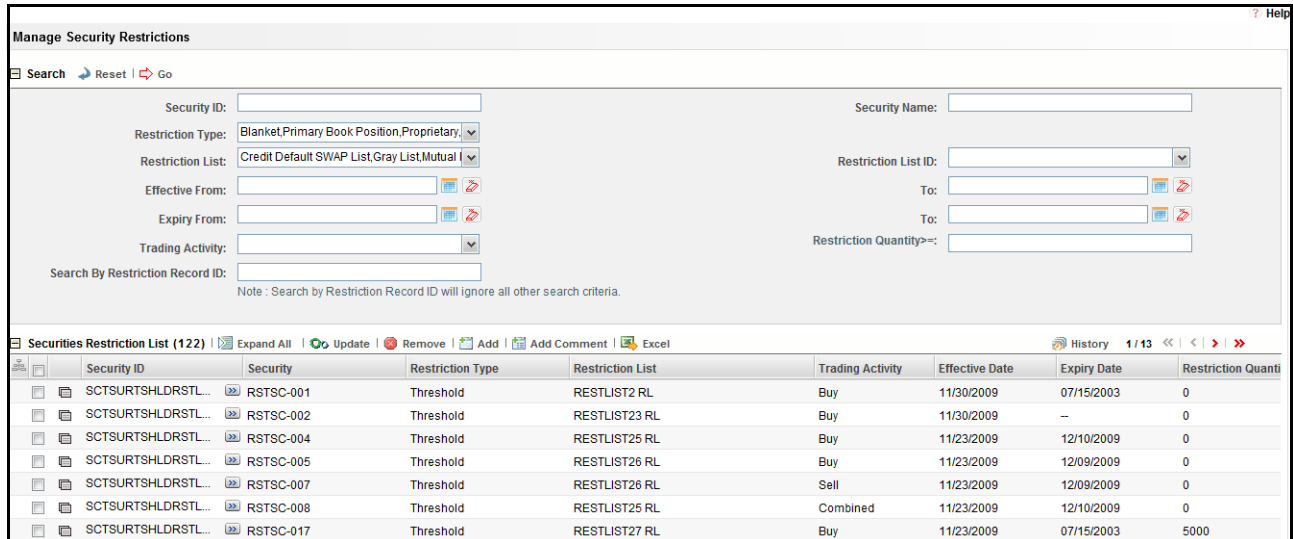 ? Help
Manage Security Restrictions
Search Reset | Go
Security ID: Security Name:
Restriction Type: Blanket,Primary Book Position,Proprietary,
Restriction List: Credit Default SWAP List,Gray List,Mutual Restriction List ID:
Effective From: To:
Expiry From: To:
Trading Activity: Restriction Quantity>=:
Search By Restriction Record ID:
Note : Search by Restriction Record ID will ignore all other search criteria.
Securities Restriction List (122) | Expand All | Update | Remove | Add | Add Comment | Excel History 1 / 13
Security ID Security Restriction Type Restriction List Trading Activity Effective Date Expiry Date Restriction Quanti
SCTSURTSHLDRSTL... RSTSC-001 Threshold RESTLIST2 RL Buy 11/30/2009 07/15/2003 0
SCTSURTSHLDRSTL... RSTSC-002 Threshold RESTLIST23 RL Buy 11/30/2009 -- 0
SCTSURTSHLDRSTL... RSTSC-004 Threshold RESTLIST25 RL Buy 11/23/2009 12/10/2009 0
SCTSURTSHLDRSTL... RSTSC-005 Threshold RESTLIST26 RL Buy 11/23/2009 12/09/2009 0
SCTSURTSHLDRSTL... RSTSC-007 Threshold RESTLIST26 RL Sell 11/23/2009 12/09/2009 0
SCTSURTSHLDRSTL... RSTSC-008 Threshold RESTLIST25 RL Combined 11/23/2009 12/10/2009 0
SCTSURTSHLDRSTL... RSTSC-017 Threshold RESTLIST27 RL Buy 11/23/2009 07/15/2003 5000